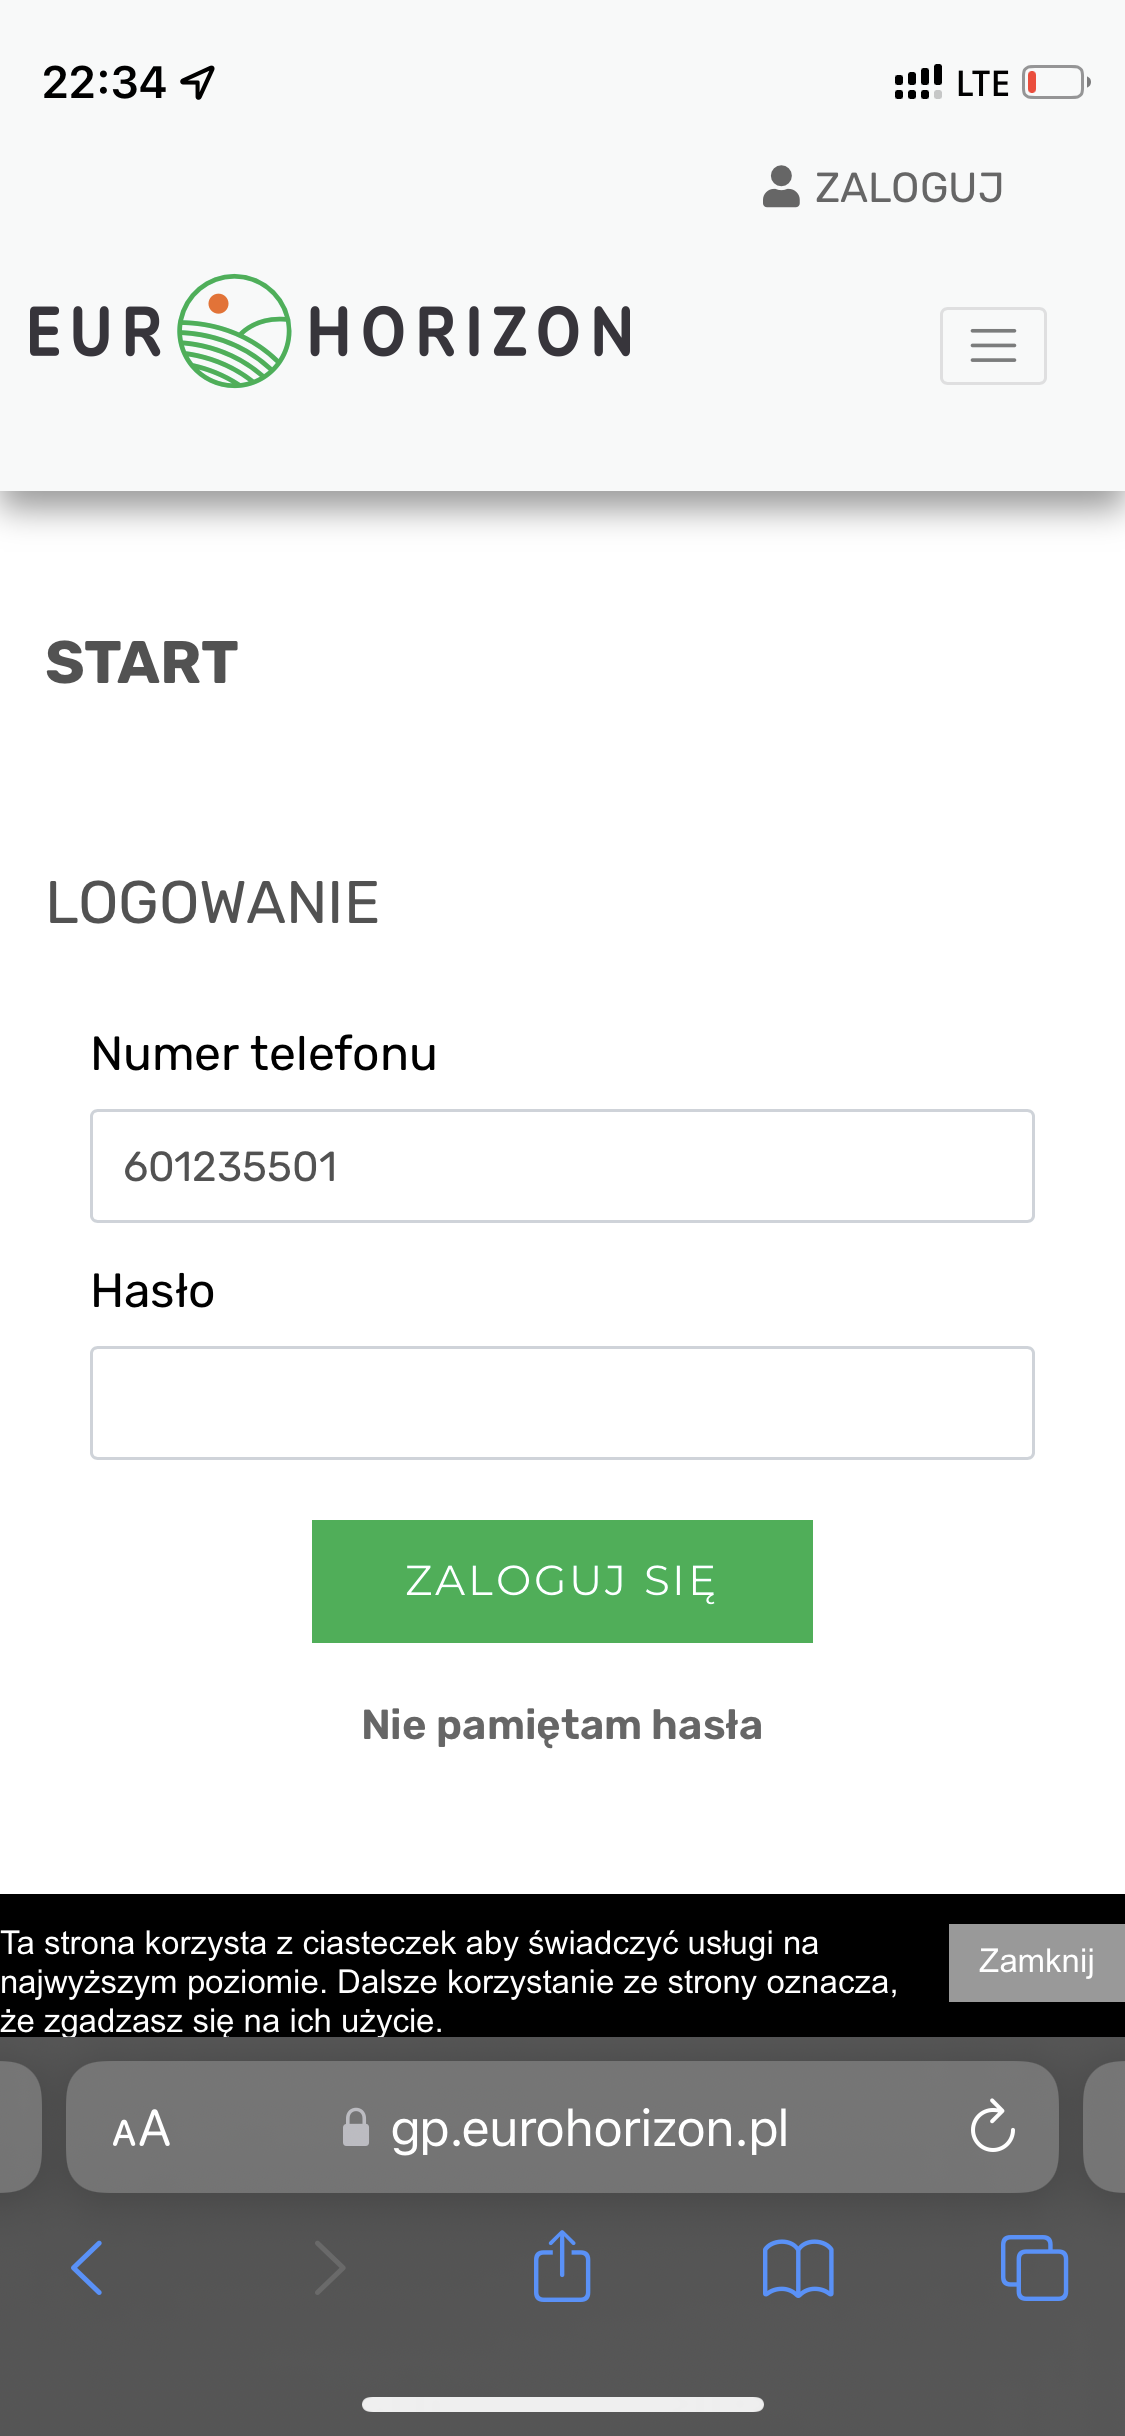 22:34 LTE
ZALOGUJ
EUR HORIZON
START
LOGOWANIE
Numer telefonu
601235501
Hasło
ZALOGUJ SIĘ
Nie pamiętam hasła
Ta strona korzysta z ciasteczek aby świadczyć usługi na
najwyższym poziomie. Dalsze korzystanie ze strony oznacza,
że zgadzasz się na ich użycie.
Zamknij
AA gp.eurohorizon.pl